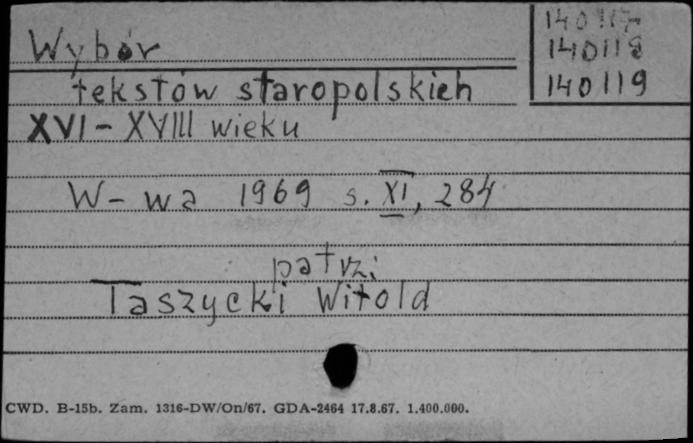 Wybór
140117
140118
140119
tekstów staropolskich
XVI - XVIII wieku
W-wa 1969 s. XI, 284
patrz:
Taszycki Witold
CWD. B-15b. Zam. 1316-DW/On/67. GDA-2464 17.8.67. 1.400.000.